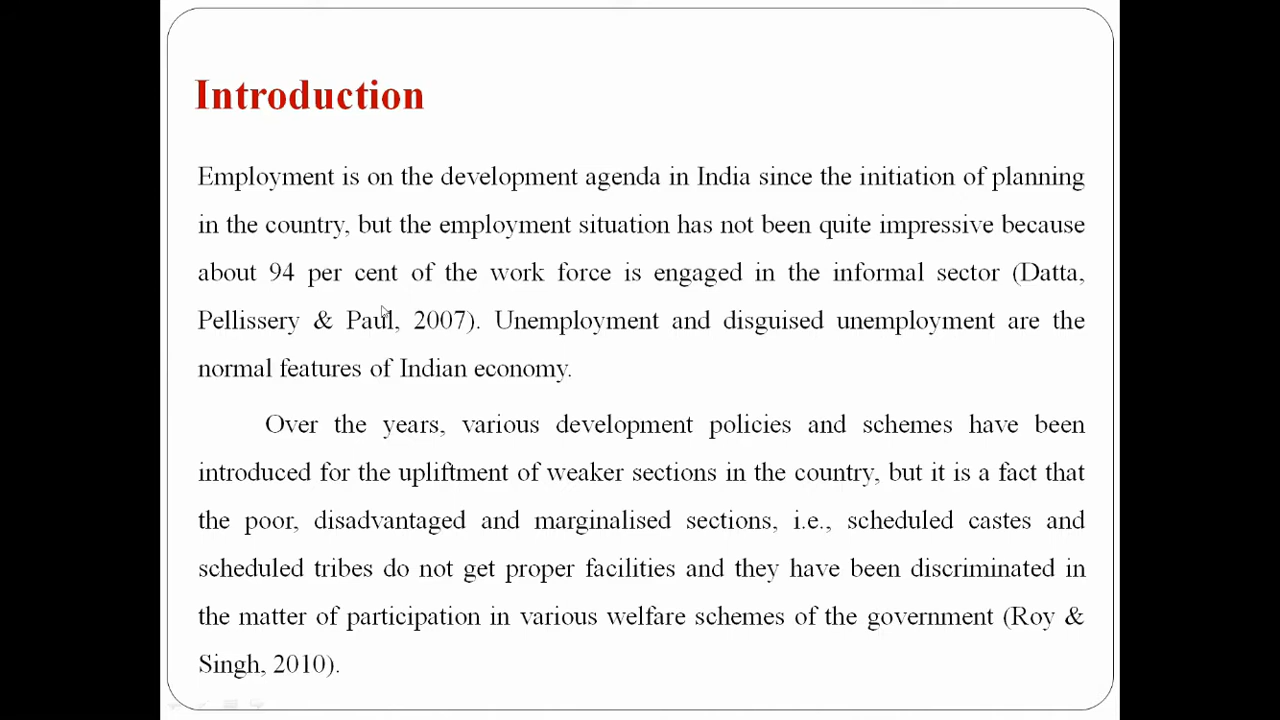 Introduction
Employment is on the development agenda in India since the initiation of planning
in the country, but the employment situation has not been quite impressive because
about 94 per cent of the work force is engaged in the informal sector (Datta,
Pellissery & Paul, 2007). Unemployment and disguised unemployment are the
normal features of Indian economy.
Over the years, various development policies and schemes have been
introduced for the upliftment of weaker sections in the country, but it is a fact that
the poor, disadvantaged and marginalised sections, i.e., scheduled castes and
scheduled tribes do not get proper facilities and they have been discriminated in
the matter of participation in various welfare schemes of the government (Roy &
Singh, 2010).